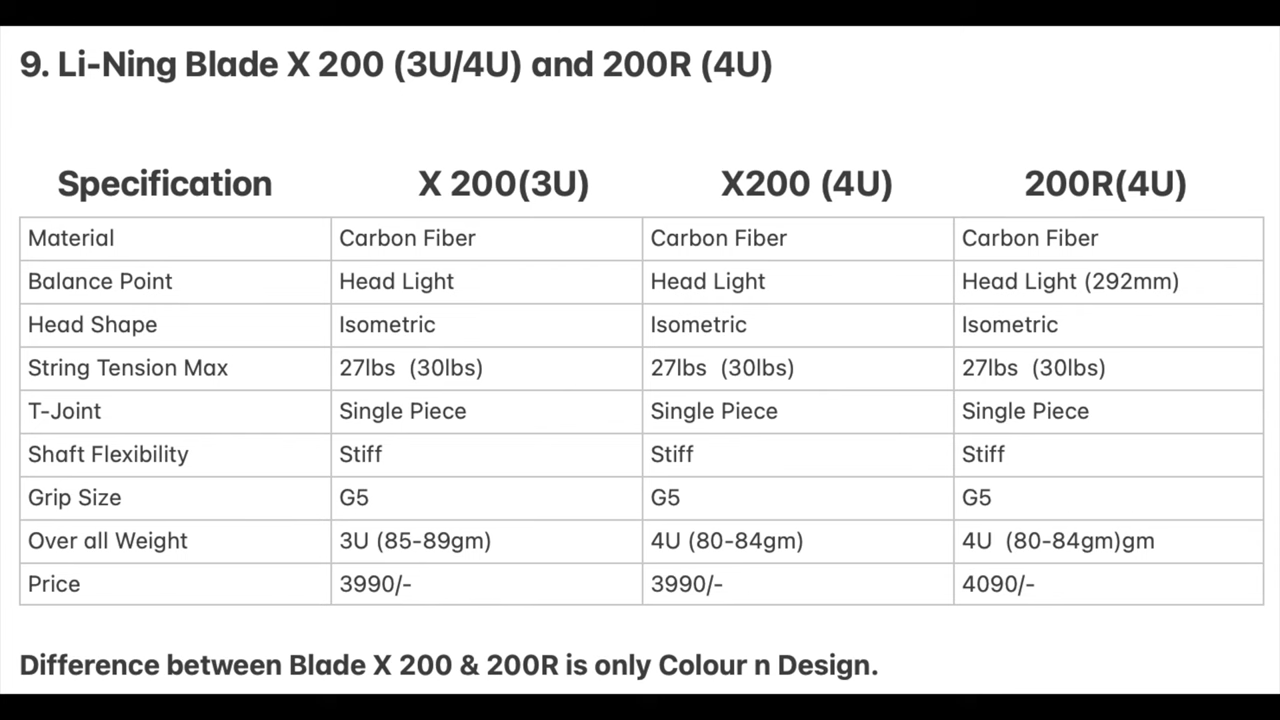 9. Li-Ning Blade X 200 (3U/4U) and 200R (4U)
Specification X 200(3U) X200 (4U) 200R(4U)
Material Carbon Fiber Carbon Fiber Carbon Fiber
Balance Point Head Light Head Light Head Light (292mm)
Head Shape Isometric Isometric Isometric
String Tension Max 27lbs (30lbs) 27lbs (30lbs) 27lbs (30lbs)
T-Joint Single Piece Single Piece Single Piece
Shaft Flexibility Stiff Stiff Stiff
Grip Size G5 G5 G5
Over all Weight 3U (85-89gm) 4U (80-84gm) 4U (80-84gm)gm
Price 3990/- 3990/- 4090/-
Difference between Blade X 200 & 200R is only Colour n Design.